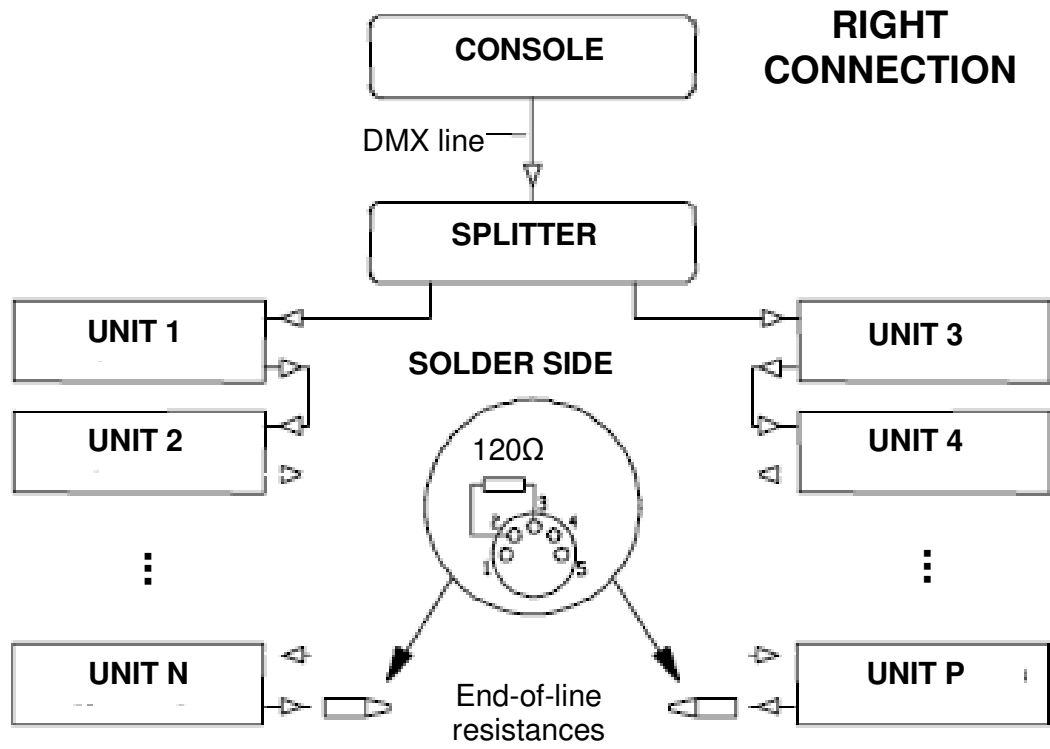 RIGHT
CONNECTION
CONSOLE
DMX line
SPLITTER
UNIT 1
UNIT 3
SOLDER SIDE
UNIT 2
UNIT 4
120Ω
3
2
4
1
5
⋮
⋮
UNIT N
UNIT P
End-of-line
resistances